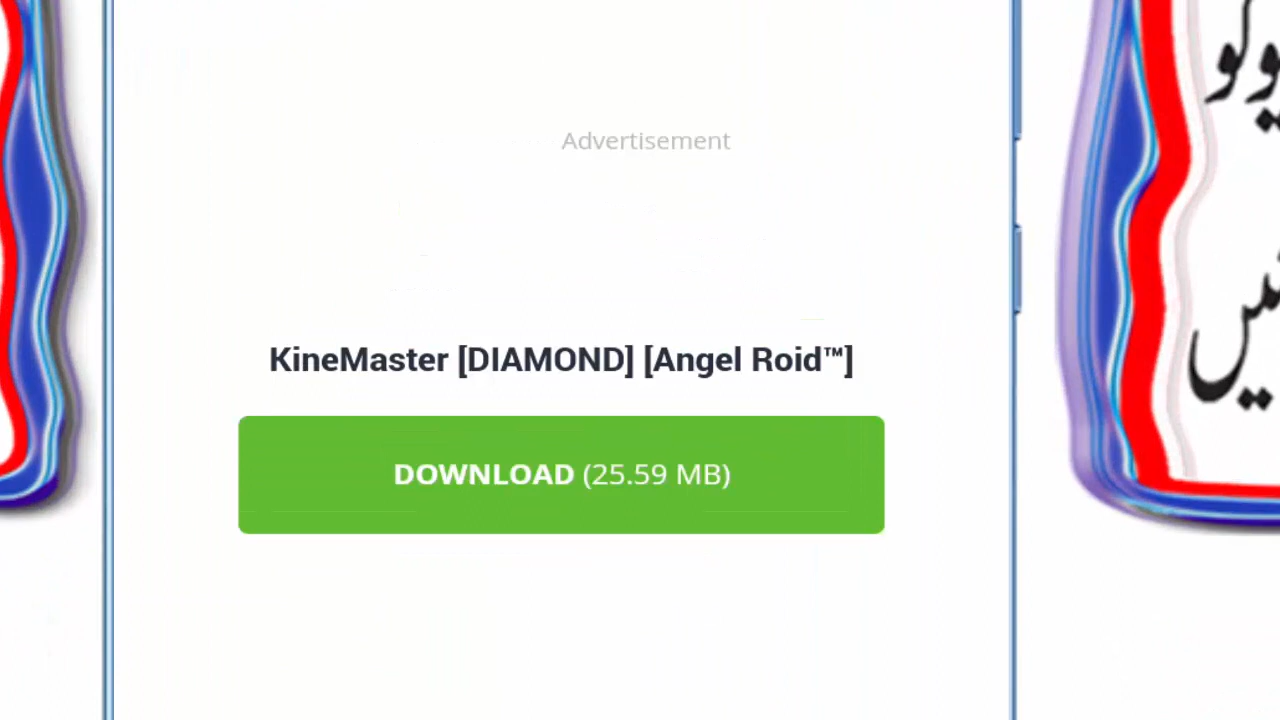 Advertisement
KineMaster [DIAMOND] [Angel Roid™]
DOWNLOAD (25.59 MB)